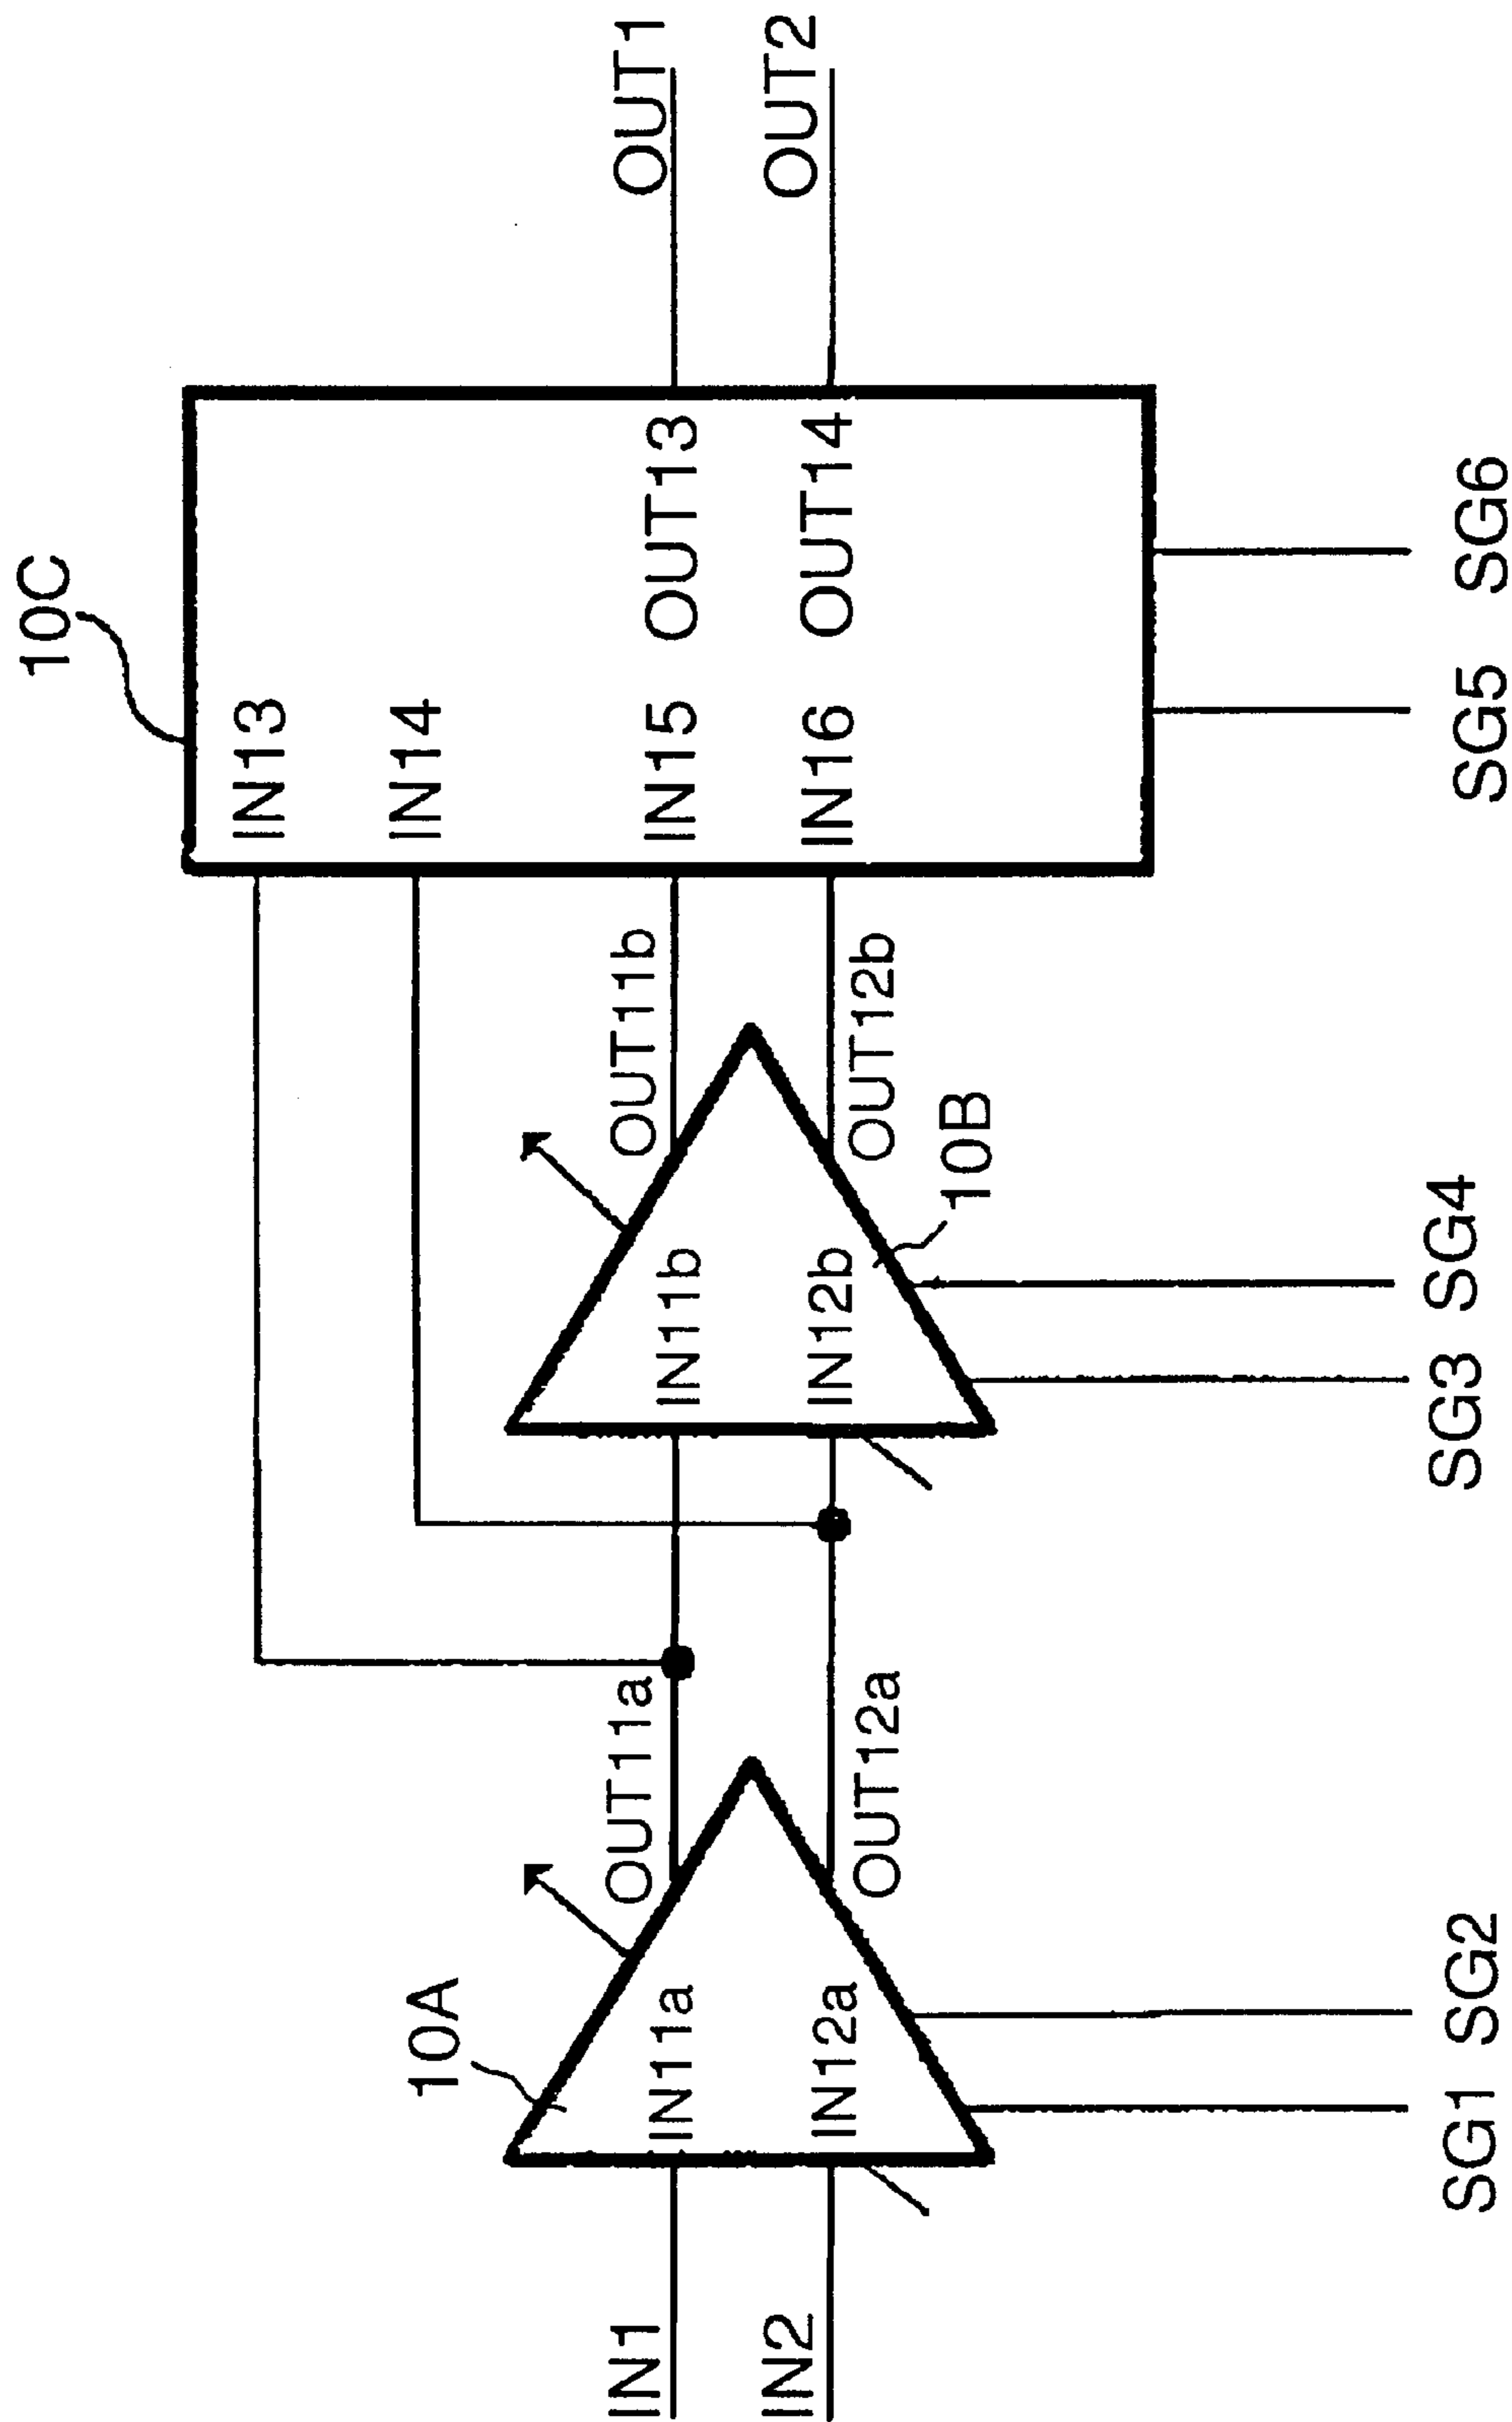 10C
IN13
IN14
IN15 OUT13
IN16 OUT14
OUT1
OUT2
10A
OUT11a
IN11a
IN12a
OUT12a
IN1
IN2
OUT11b
IN11b
IN12b
OUT12b
10B
SG1 SG2
SG3 SG4
SG5 SG6